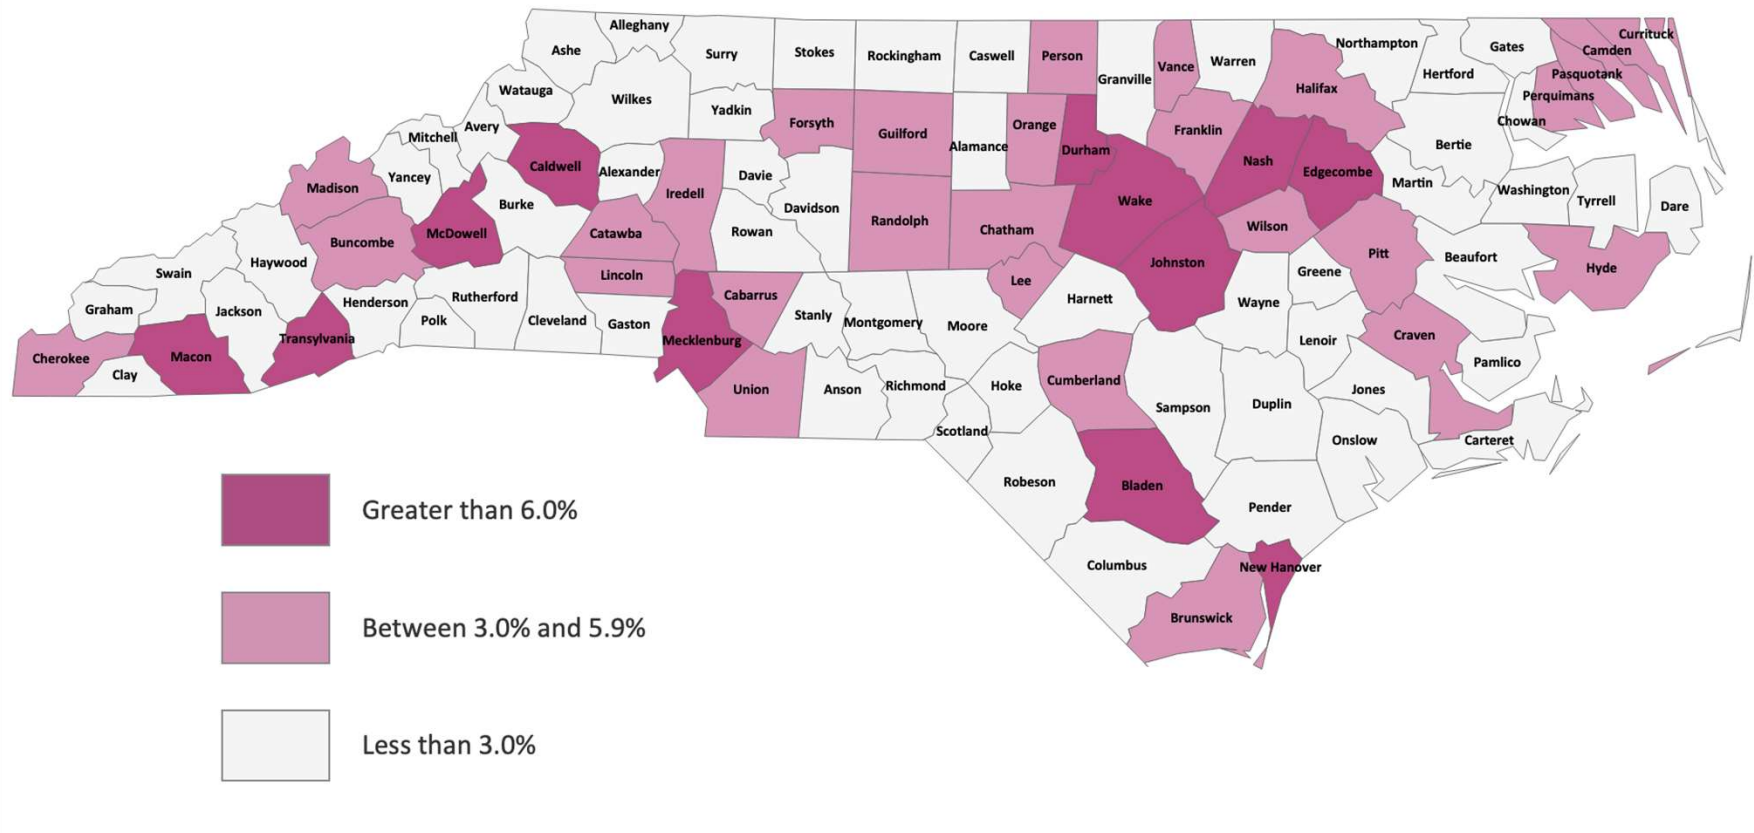 Alleghany
Ashe
Surry
Stokes
Rockingham
Caswell
Person
Granville
Vance
Warren
Northampton
Gates
Hertford
Currituck
Camden
Pasquotank
Perquimans
Chowan
Watauga
Wilkes
Yadkin
Forsyth
Guilford
Alamance
Orange
Durham
Franklin
Halifax
Nash
Edgecombe
Bertie
Martin
Washington
Tyrrell
Dare
Mitchell
Avery
Caldwell
Alexander
Iredell
Davie
Davidson
Madison
Yancey
Burke
McDowell
Buncombe
Catawba
Rowan
Randolph
Chatham
Wake
Wilson
Pitt
Beaufort
Hyde
Swain
Haywood
Graham
Jackson
Henderson
Rutherford
Polk
Cleveland
Lincoln
Gaston
Cabarrus
Mecklenburg
Stanly
Montgomery
Moore
Lee
Harnett
Johnston
Wayne
Greene
Lenoir
Craven
Pamlico
Cherokee
Clay
Macon
Transylvania
Union
Anson
Richmond
Scotland
Hoke
Cumberland
Sampson
Duplin
Jones
Onslow
Carteret
Robeson
Bladen
Pender
Columbus
New Hanover
Brunswick
Greater than 6.0%
Between 3.0% and 5.9%
Less than 3.0%